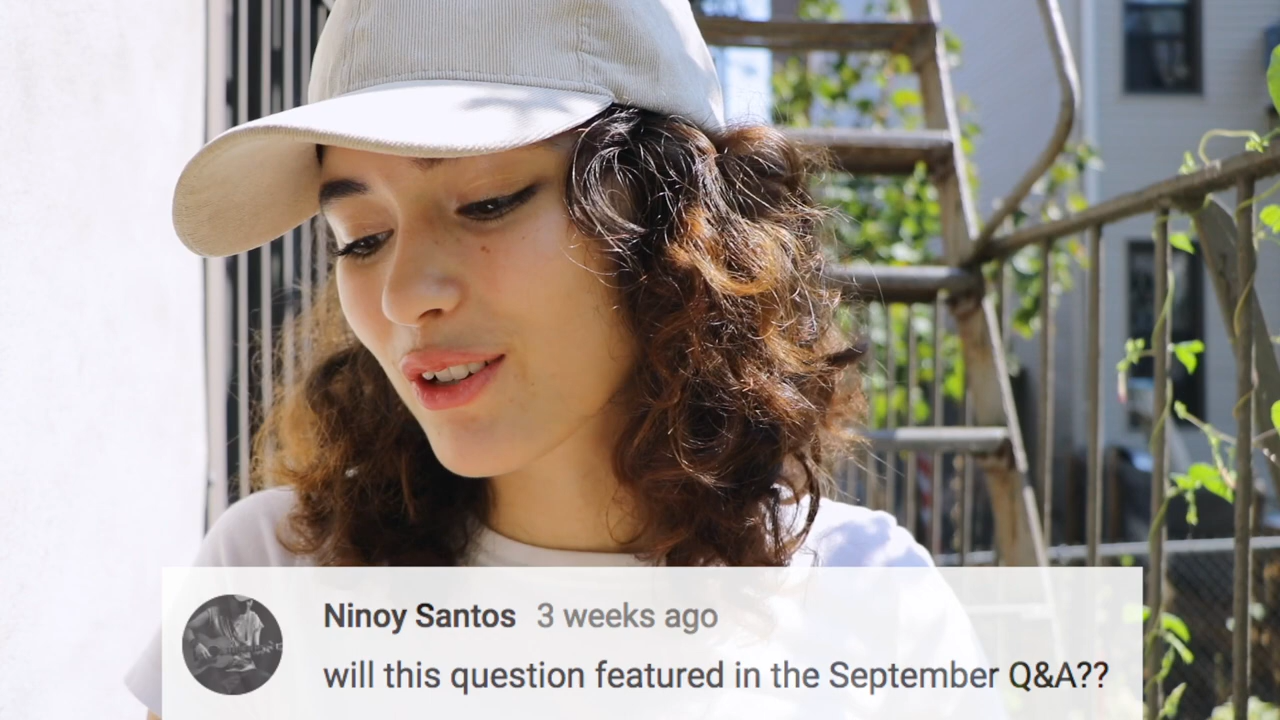 Ninoy Santos 3 weeks ago
will this question featured in the September Q&A??